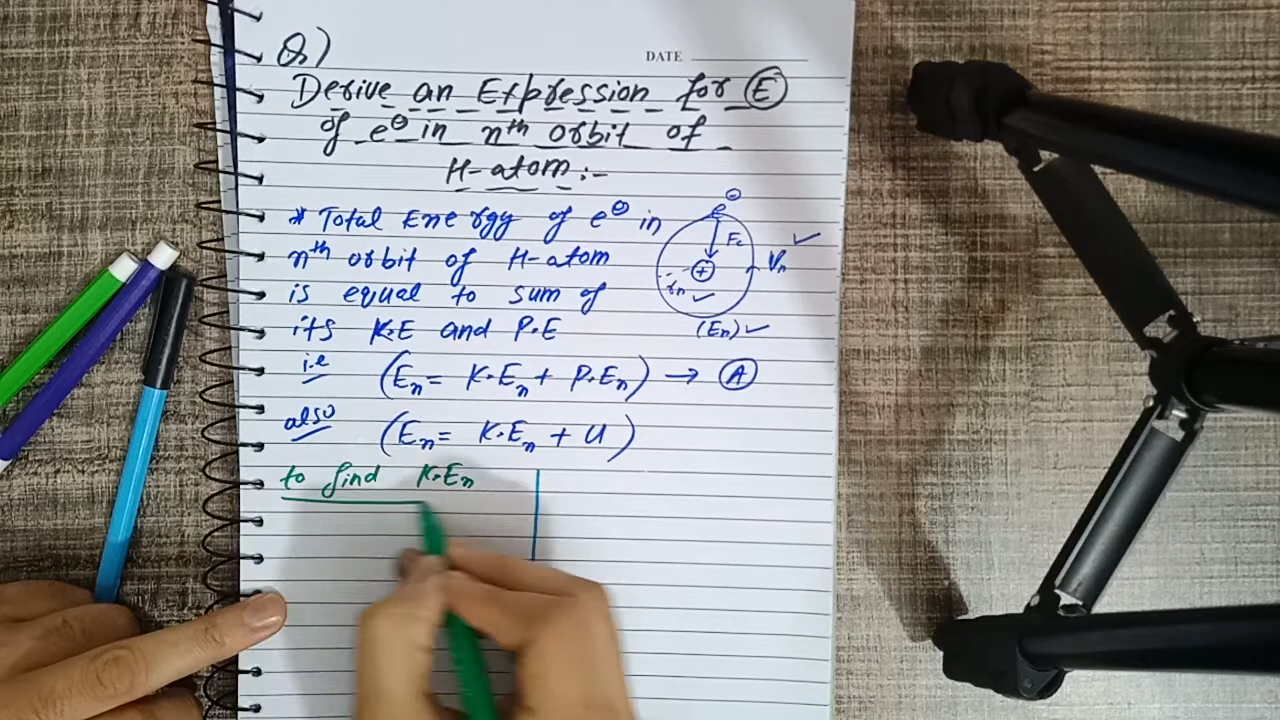 Q)
DATE
Derive an Expression for E
of e⊖ in nth orbit of
H-atom:-
* Total Energy of e⊖ in
nth orbit of H-atom
is equal to sum of
its K.E and P.E
i.e (En = K.En + P.En) → A
also (En = K.En + U)
to find K.En
e⊖
Fc
+
rn ✓
Vn ✓
(En) ✓